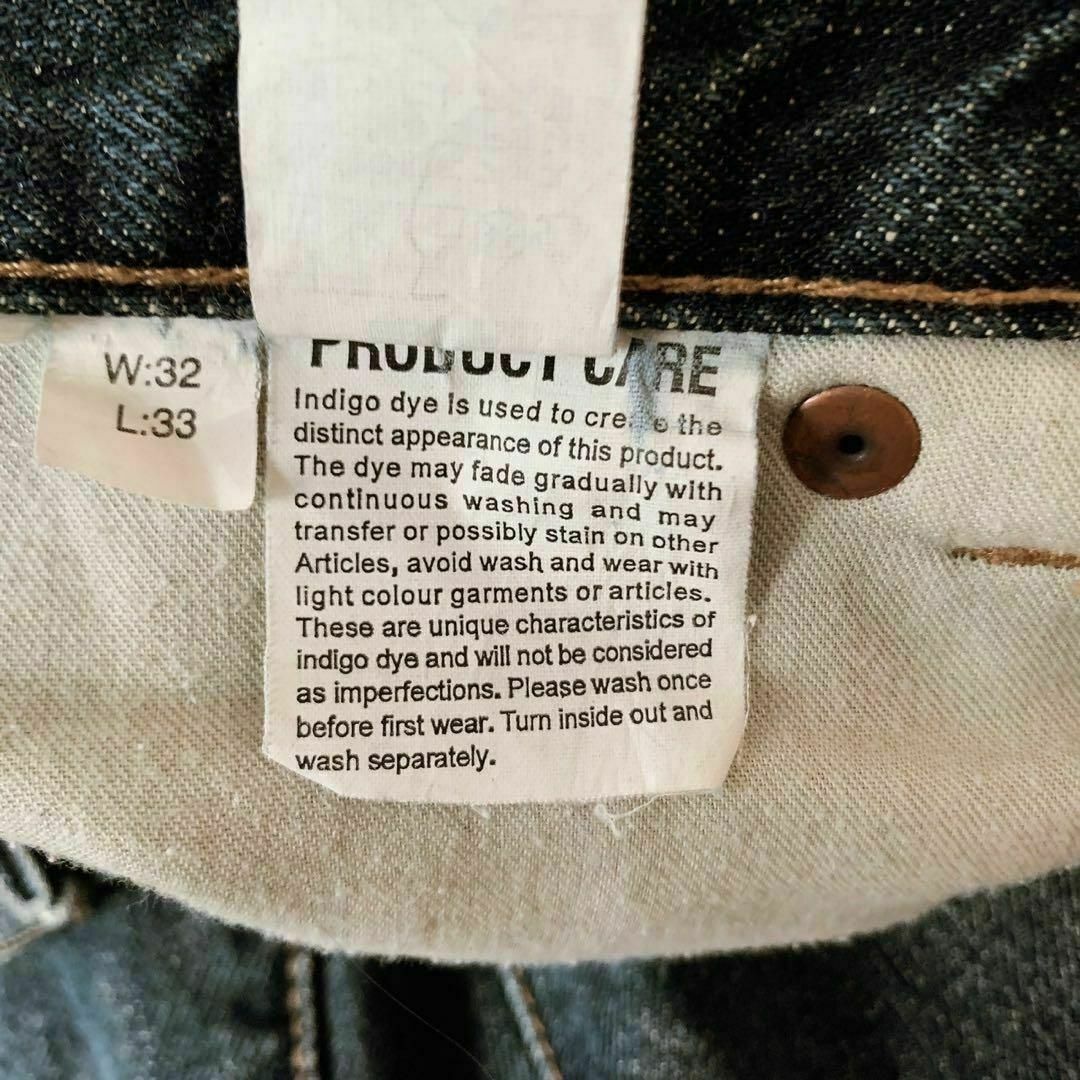 W:32
L:33
PRODUCT CARE
Indigo dye is used to create the
distinct appearance of this product.
The dye may fade gradually with
continuous washing and may
transfer or possibly stain on other
Articles, avoid wash and wear with
light colour garments or articles.
These are unique characteristics of
indigo dye and will not be considered
as imperfections. Please wash once
before first wear. Turn inside out and
wash separately.